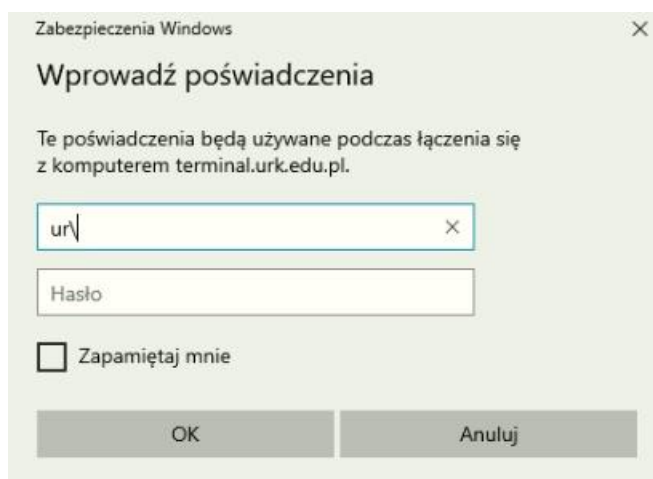 Zabezpieczenia Windows
Wprowadź poświadczenia
Te poświadczenia będą używane podczas łączenia się
z komputerem terminal.urk.edu.pl.
ur\
Hasło
Zapamiętaj mnie
OK
Anuluj